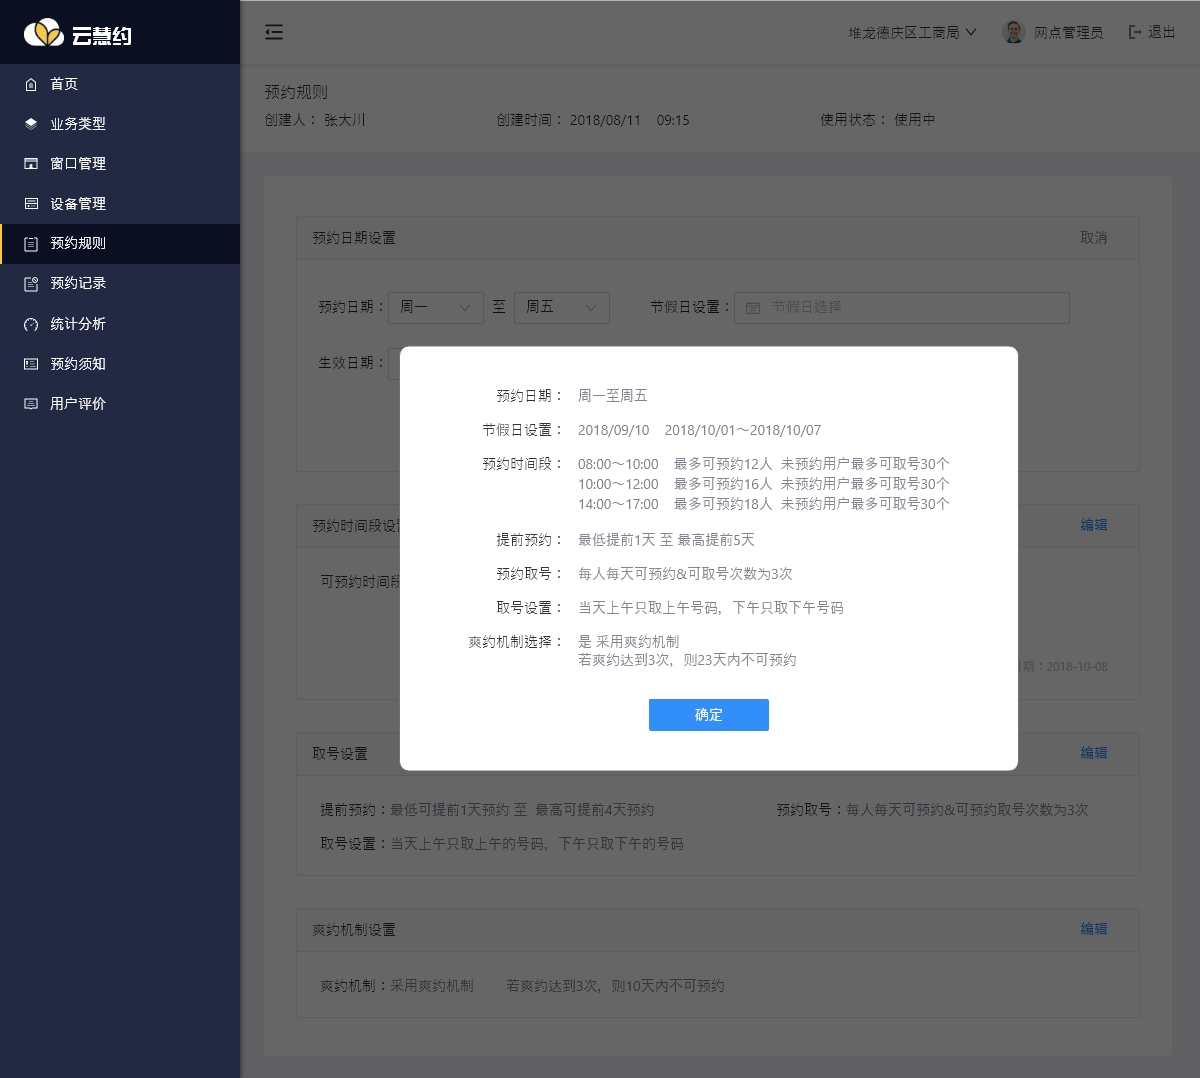 云慧约
首页
业务类型
窗口管理
设备管理
预约规则
预约记录
统计分析
预约须知
用户评价
堆龙德庆区工商局 网点管理员 退出
预约规则
创建人： 张大川 创建时间： 2018/08/11 09:15 使用状态： 使用中
预约日期设置 取消
预约日期： 周一 至 周五 节假日设置： 节假日选择
生效日期：
预约日期： 周一至周五
节假日设置： 2018/09/10 2018/10/01～2018/10/07
预约时间段： 08:00～10:00 最多可预约12人 未预约用户最多可取号30个
10:00～12:00 最多可预约16人 未预约用户最多可取号30个
14:00～17:00 最多可预约18人 未预约用户最多可取号30个
提前预约： 最低提前1天 至 最高提前5天
预约取号： 每人每天可预约&可取号次数为3次
取号设置： 当天上午只取上午号码，下午只取下午号码
爽约机制选择： 是 采用爽约机制
若爽约达到3次，则23天内不可预约
确定
预约时间段设 编辑
可预约时间段
期：2018-10-08
取号设置 编辑
提前预约：最低可提前1天预约 至 最高可提前4天预约 预约取号：每人每天可预约&可预约取号次数为3次
取号设置：当天上午只取上午的号码，下午只取下午的号码
爽约机制设置 编辑
爽约机制：采用爽约机制 若爽约达到3次，则10天内不可预约